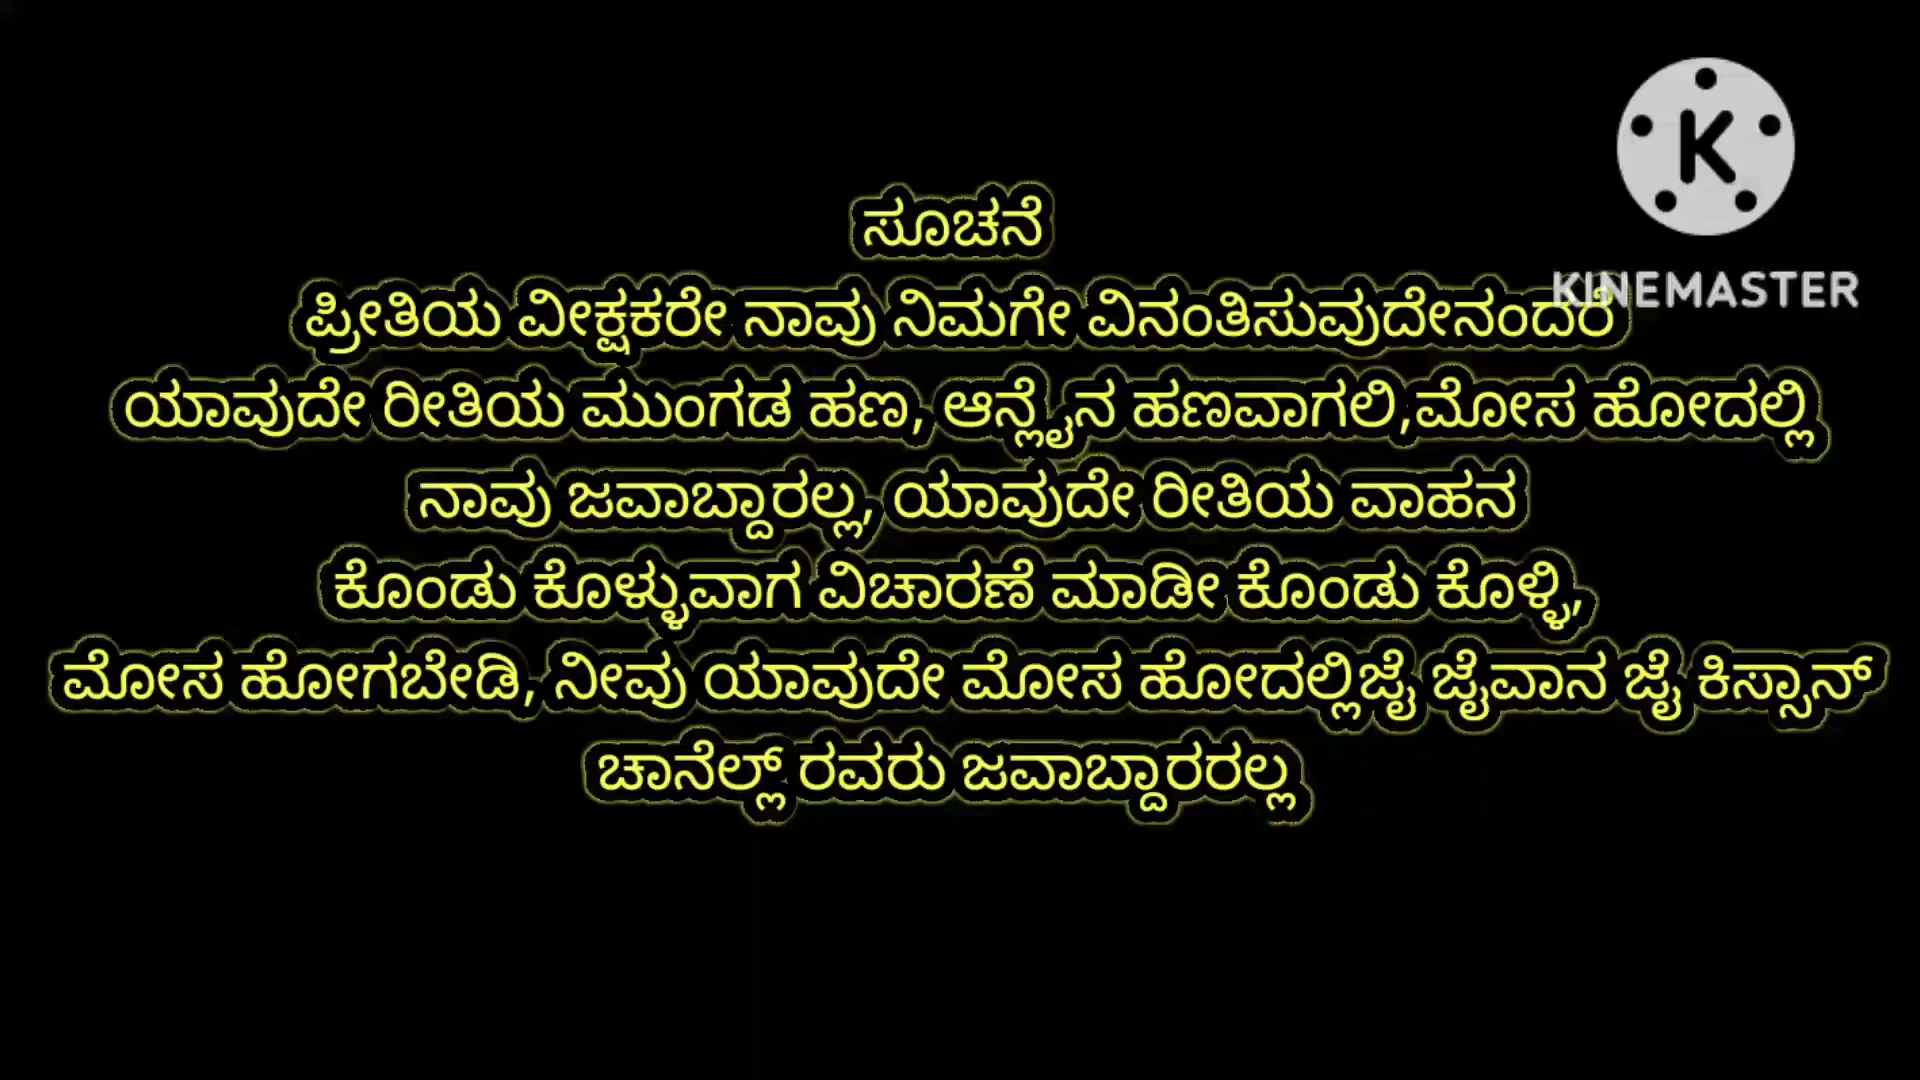 ಸೂಚನೆ
ಪ್ರೀತಿಯ ವೀಕ್ಷಕರೇ ನಾವು ನಿಮಗೇ ವಿನಂತಿಸುವುದೇನಂದರೆ
ಯಾವುದೇ ರೀತಿಯ ಮುಂಗಡ ಹಣ, ಆನ್ಲೈನ ಹಣವಾಗಲಿ,ಮೋಸ ಹೋದಲ್ಲಿ
ನಾವು ಜವಾಬ್ದಾರಲ್ಲ, ಯಾವುದೇ ರೀತಿಯ ವಾಹನ
ಕೊಂಡು ಕೊಳ್ಳುವಾಗ ವಿಚಾರಣೆ ಮಾಡೀ ಕೊಂಡು ಕೊಳ್ಳಿ,
ಮೋಸ ಹೋಗಬೇಡಿ, ನೀವು ಯಾವುದೇ ಮೋಸ ಹೋದಲ್ಲಿಜೈ ಜೈವಾನ ಜೈ ಕಿಸ್ಸಾನ್
ಚಾನೆಲ್ಲ್ ರವರು ಜವಾಬ್ದಾರರಲ್ಲ
K
KINEMASTER